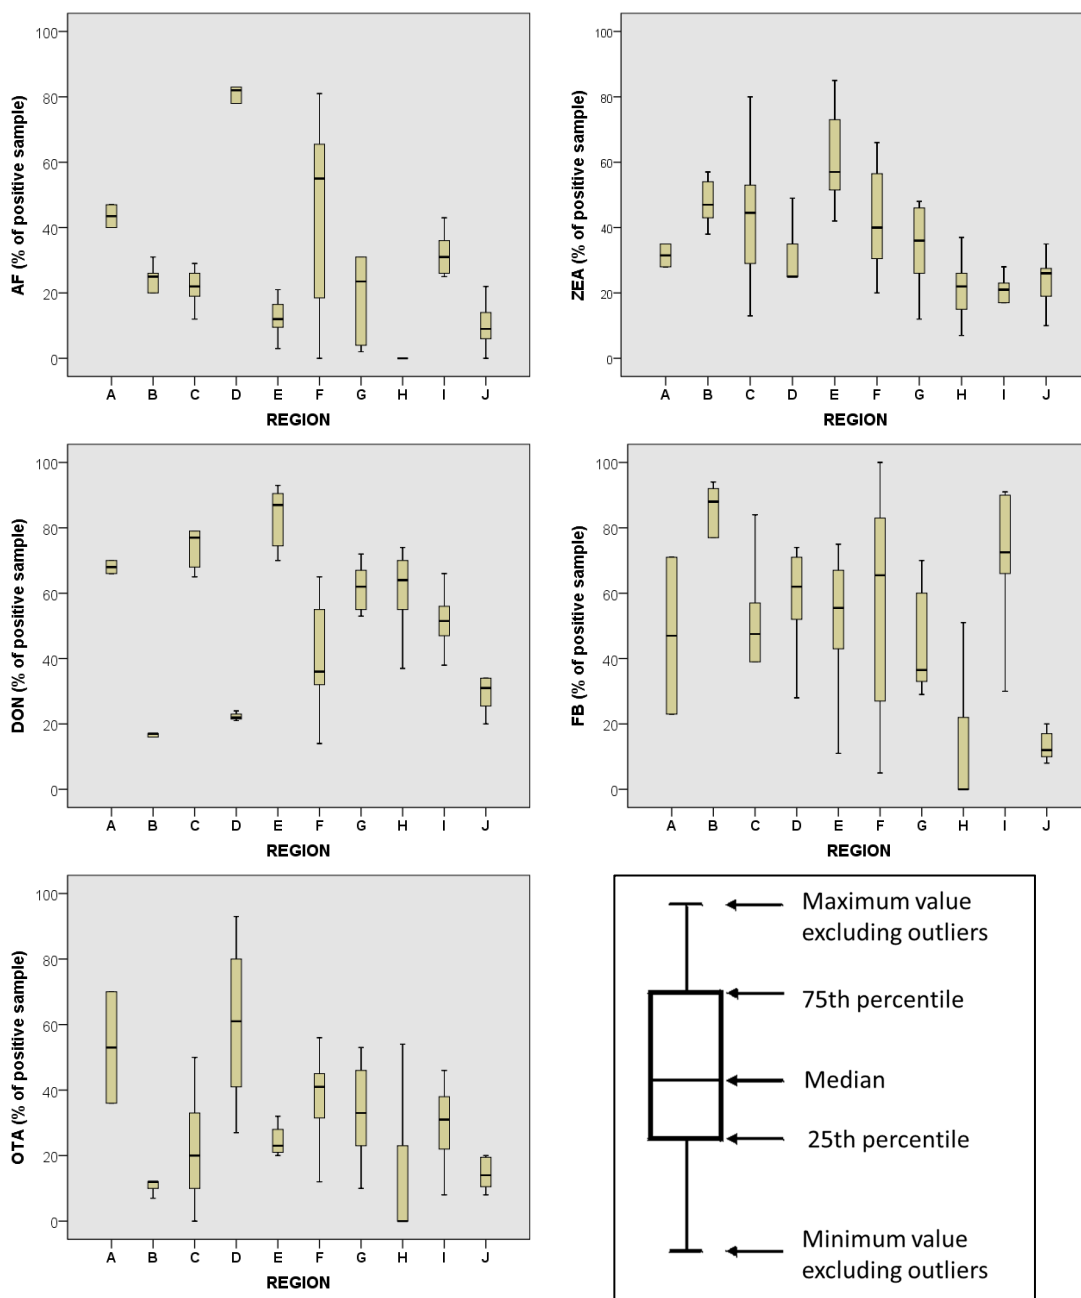 AF (% of positive sample)
100
80
60
40
20
0
A B C D E F G H I J
REGION
ZEA (% of positive sample)
100
80
60
40
20
0
A B C D E F G H I J
REGION
DON (% of positive sample)
100
80
60
40
20
0
A B C D E F G H I J
REGION
FB (% of positive sample)
100
80
60
40
20
0
A B C D E F G H I J
REGION
OTA (% of positive sample)
100
80
60
40
20
0
A B C D E F G H I J
REGION
Maximum value
excluding outliers
75th percentile
Median
25th percentile
Minimum value
excluding outliers